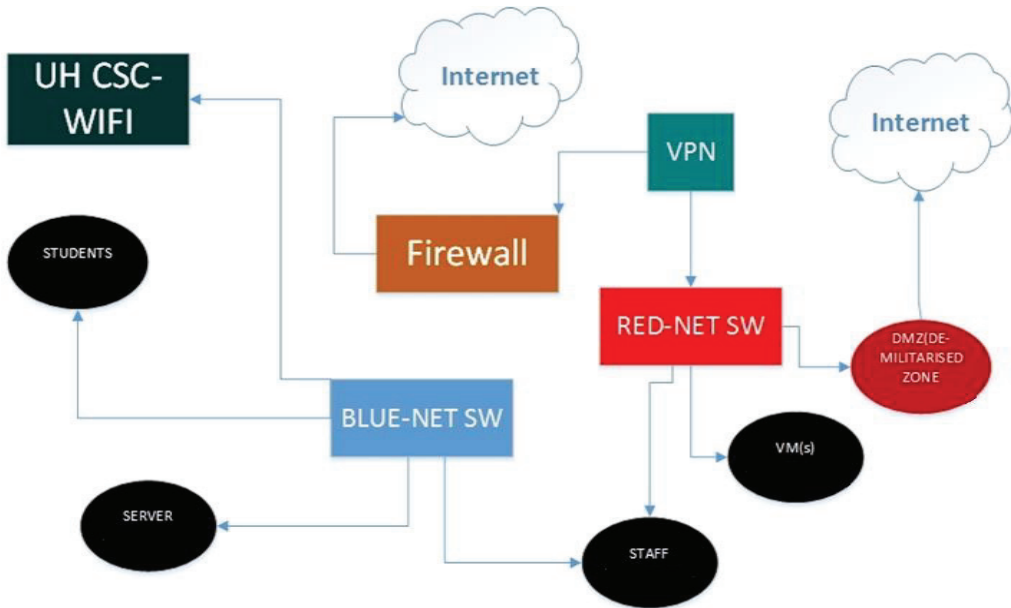 UH CSC-
WIFI
Internet
VPN
Internet
STUDENTS
Firewall
RED-NET SW
DMZ(DE-
MILITARISED
ZONE
BLUE-NET SW
VM(s)
SERVER
STAFF